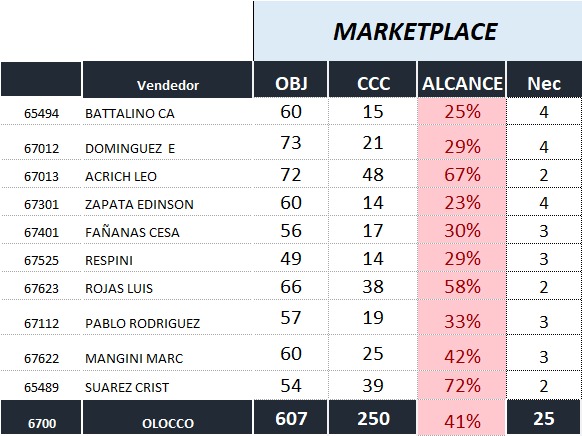 MARKETPLACE
Vendedor OBJ CCC ALCANCE Nec
65494 BATTALINO CA 60 15 25% 4
67012 DOMINGUEZ E 73 21 29% 4
67013 ACRICH LEO 72 48 67% 2
67301 ZAPATA EDINSON 60 14 23% 4
67401 FAÑANAS CESA 56 17 30% 3
67525 RESPINI 49 14 29% 3
67623 ROJAS LUIS 66 38 58% 2
67112 PABLO RODRIGUEZ 57 19 33% 3
67622 MANGINI MARC 60 25 42% 3
65489 SUAREZ CRIST 54 39 72% 2
6700 OLOCCO 607 250 41% 25